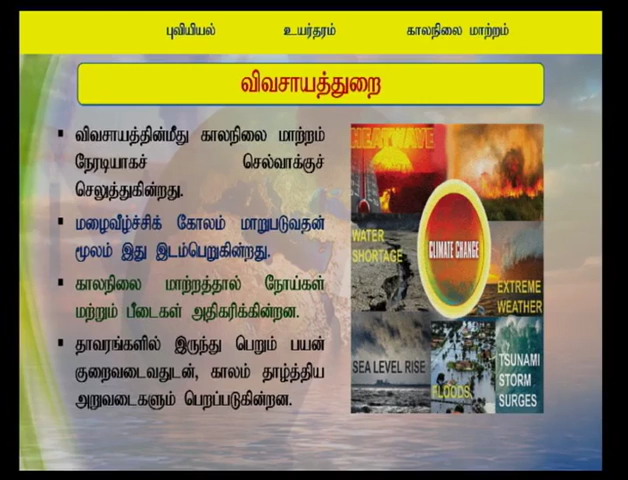 புவியியல் உயர்தரம் காலநிலை மாற்றம்
விவசாயத்துறை
▪ விவசாயத்தின்மீது காலநிலை மாற்றம்
நேரடியாகச் செல்வாக்குச்
செலுத்துகின்றது.
▪ மழைவீழ்ச்சிக் கோலம் மாறுபடுவதன்
மூலம் இது இடம்பெறுகின்றது.
▪ காலநிலை மாற்றத்தால் நோய்கள்
மற்றும் பீடைகள் அதிகரிக்கின்றன.
▪ தாவரங்களில் இருந்து பெறும் பயன்
குறைவடைவதுடன், காலம் தாழ்த்திய
அறுவடைகளும் பெறப்படுகின்றன.
HEATWAVE
WATER
SHORTAGE
CLIMATE CHANGE
EXTREME
WEATHER
SEA LEVEL RISE
FLOODS
TSUNAMI
STORM
SURGES